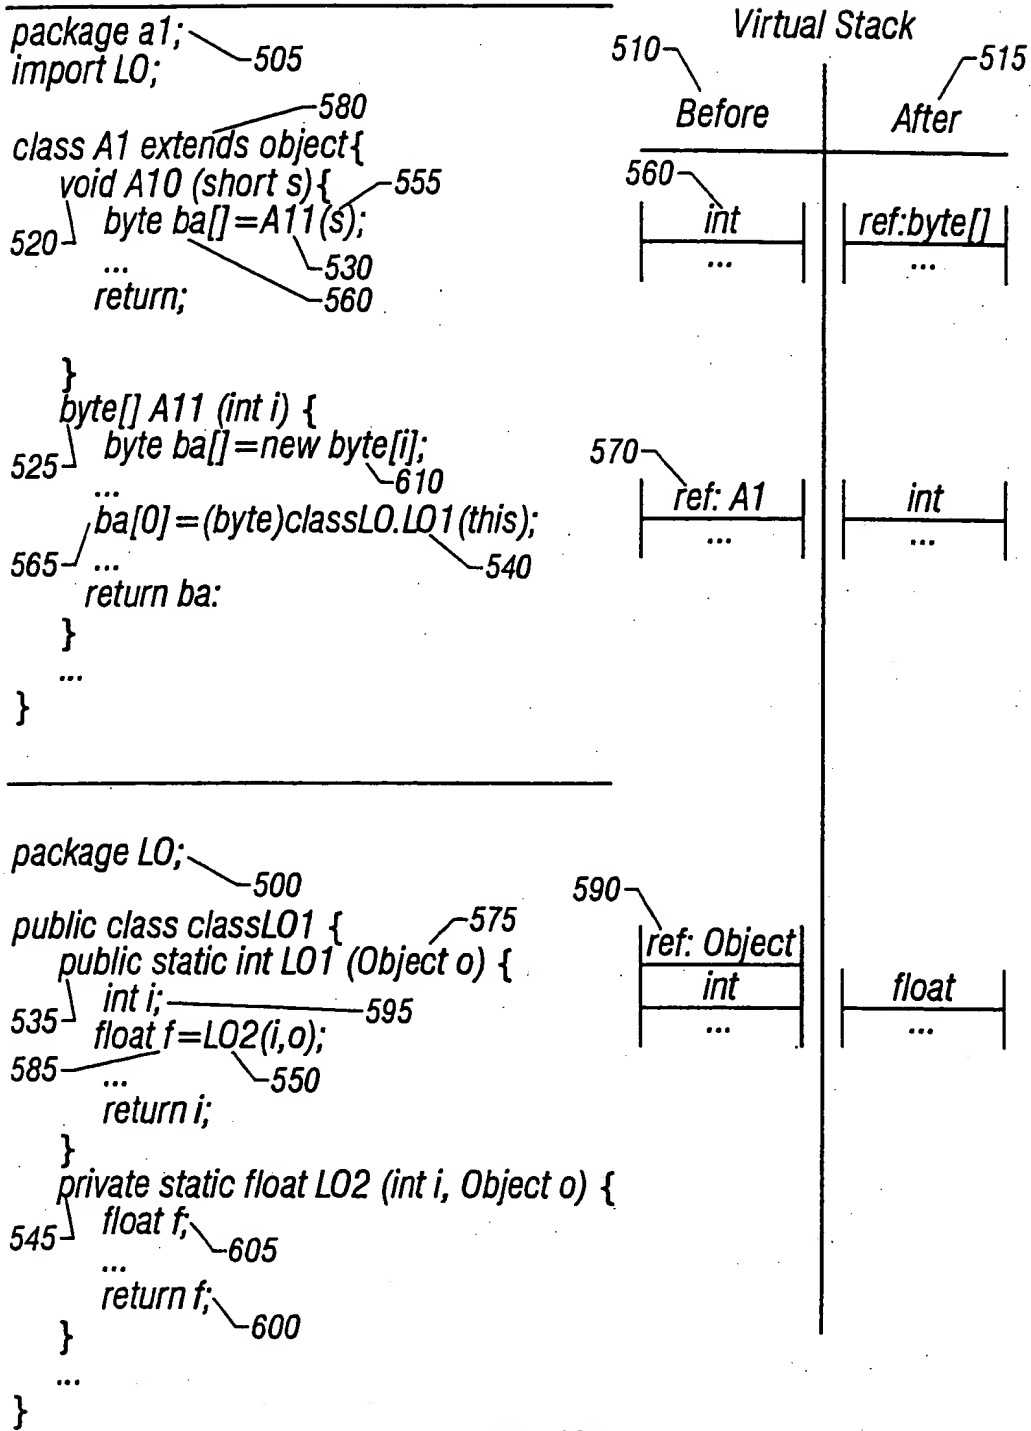 Virtual Stack
package a1; 505
import LO;
510 515
Before After
580
class A1 extends object{
void A10 (short s){ 555
520 byte ba[]=A11(s);
530
...
560
return;
}
560
int ref:byte[]
... ...
byte[] A11 (int i) {
525 byte ba[]=new byte[i];
610
...
ba[0]=(byte)classLO.LO1(this);
565 540
...
return ba:
}
...
}
570
ref: A1 int
... ...
package LO;
500
public class classLO1 { 575
public static int LO1 (Object o) {
535 int i; 595
float f=LO2(i,o);
585 550
...
return i;
}
590
ref: Object
int float
... ...
private static float LO2 (int i, Object o) {
545 float f;
605
...
return f;
600
}
...
}